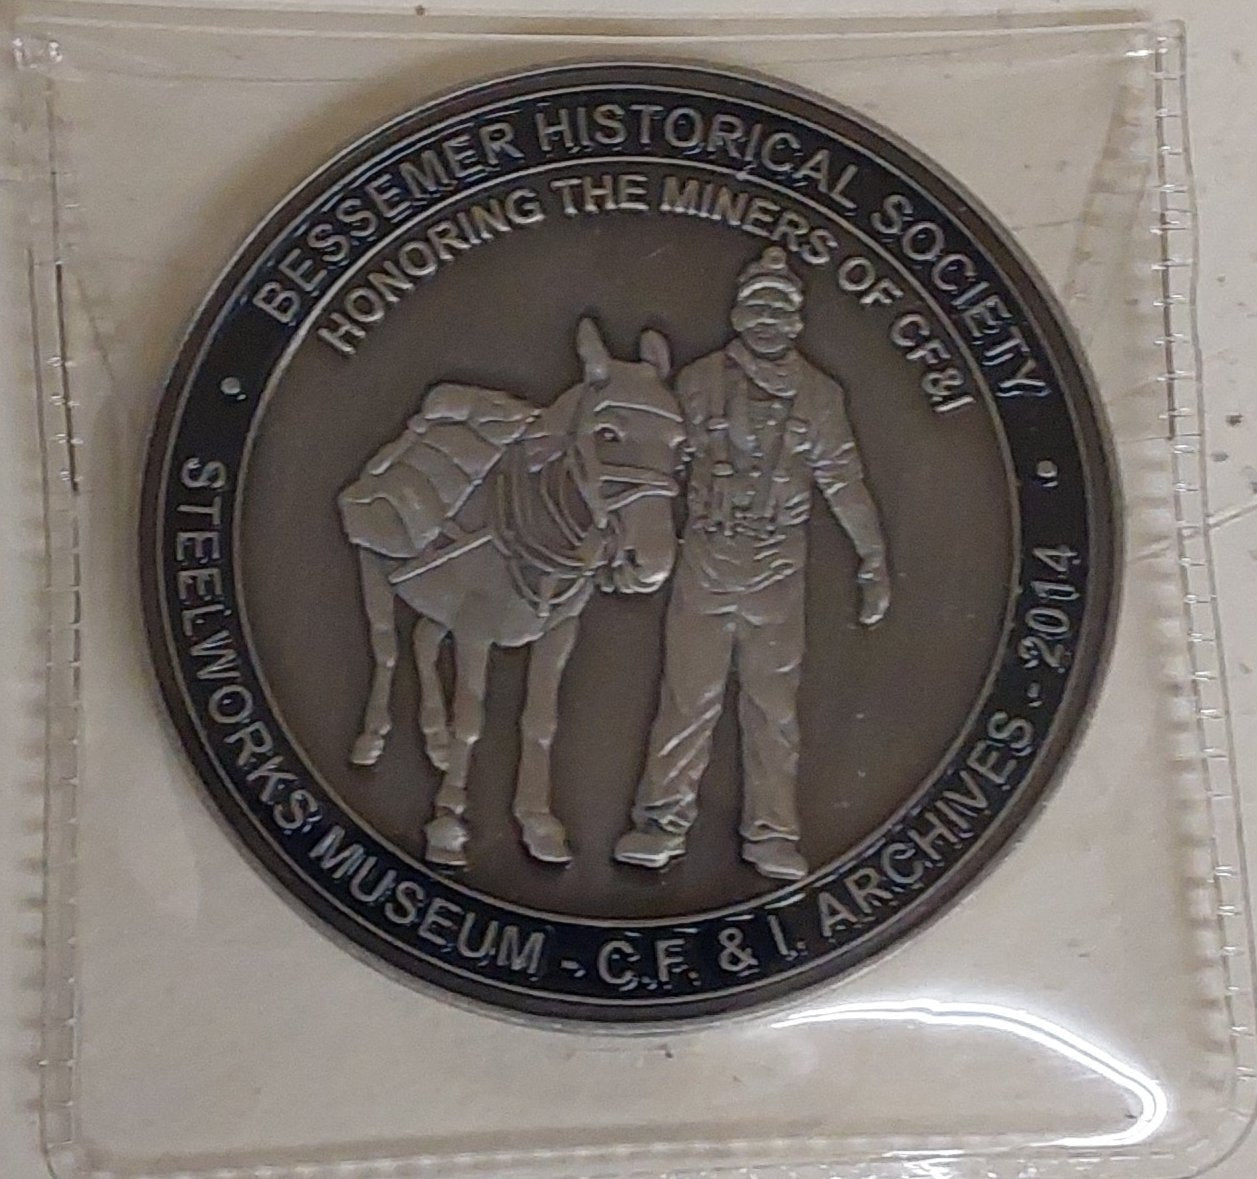 BESSEMER HISTORICAL SOCIETY
HONORING THE MINERS OF CF&I
STEELWORKS MUSEUM - C.F. & I. ARCHIVES - 2014